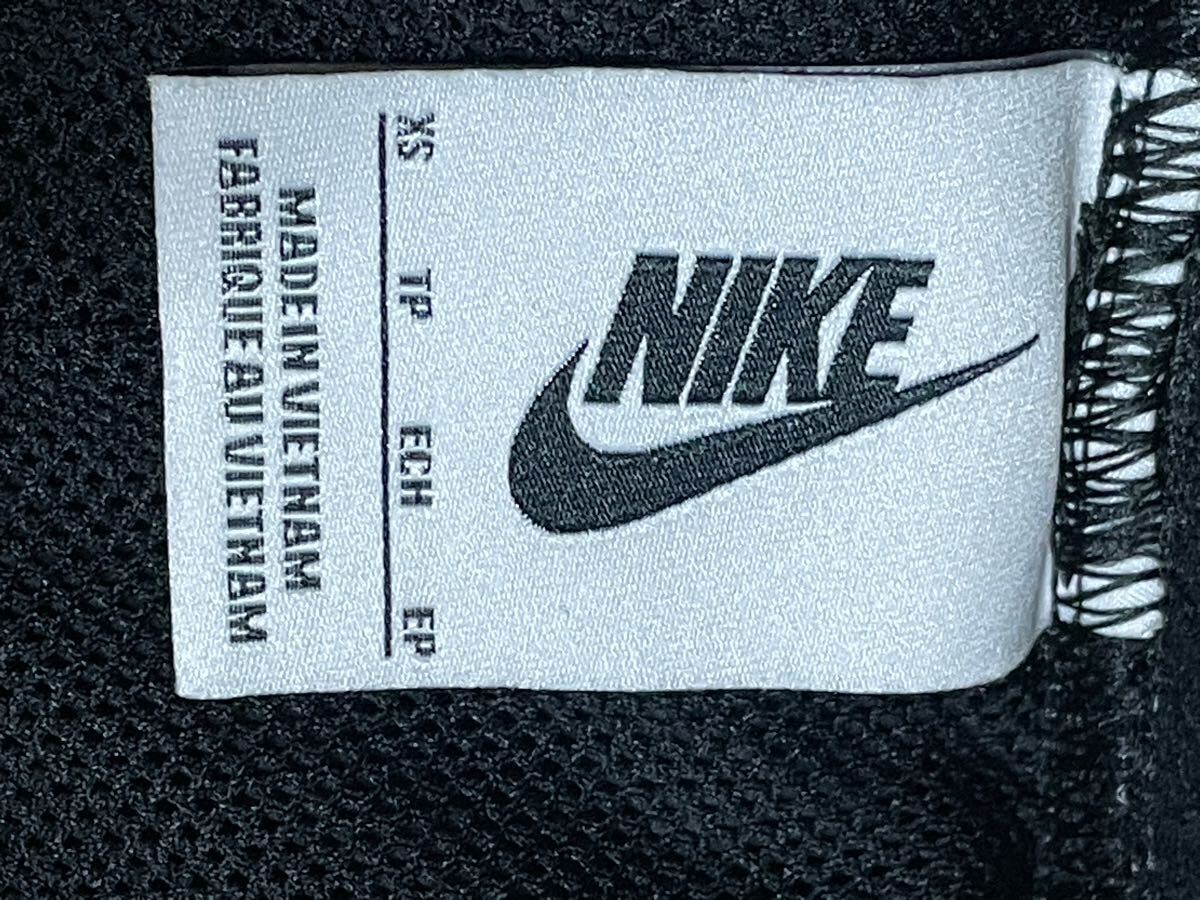 NIKE
XS TP ECH EP
MADE IN VIETNAM
FABRIQUE AU VIETNAM